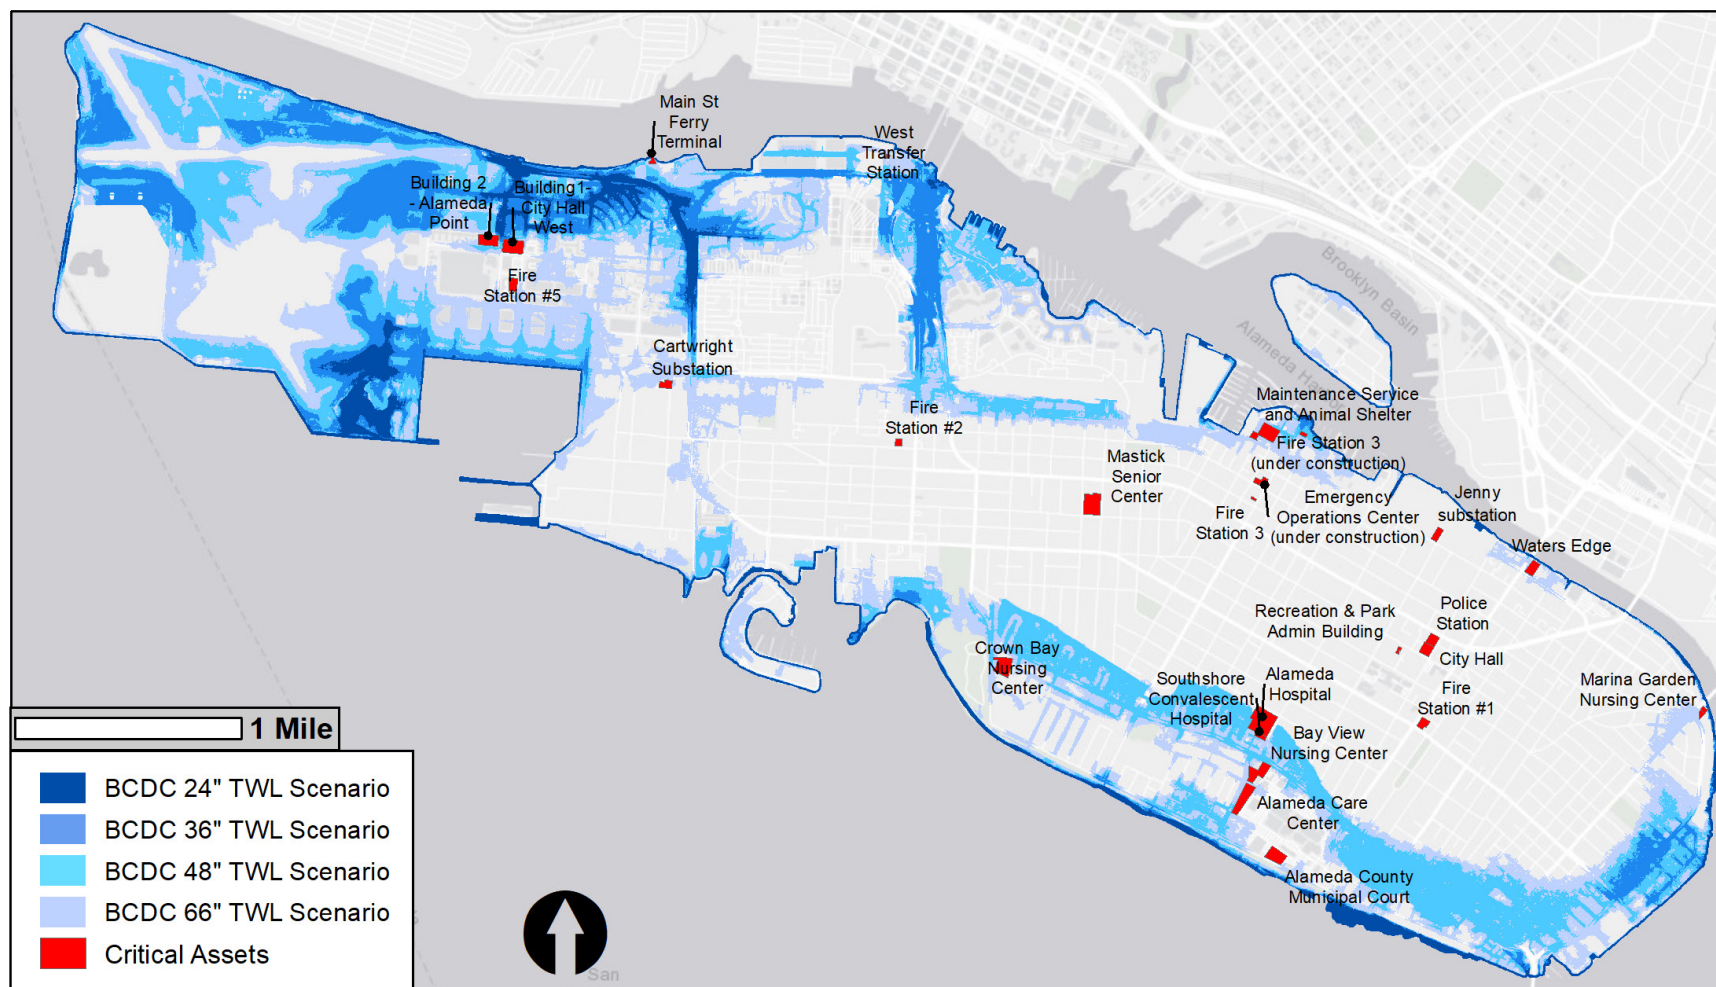 Main St
Ferry
Terminal
West
Transfer
Station
Building 2
- Alameda
Point
Building1-
City Hall
West
Fire
Station #5
Brooklyn Basin
Cartwright
Substation
Fire
Station #2
Maintenance Service
and Animal Shelter
Fire Station 3
(under construction)
Mastick
Senior
Center
Fire
Station 3
Emergency
Operations Center
(under construction)
Jenny
substation
Waters Edge
Recreation & Park
Admin Building
Police
Station
City Hall
Crown Bay
Nursing
Center
Southshore
Convalescent
Hospital
Alameda
Hospital
Fire
Station #1
Marina Garden
Nursing Center
Bay View
Nursing Center
Alameda Care
Center
Alameda County
Municipal Court
1 Mile
BCDC 24" TWL Scenario
BCDC 36" TWL Scenario
BCDC 48" TWL Scenario
BCDC 66" TWL Scenario
Critical Assets
San